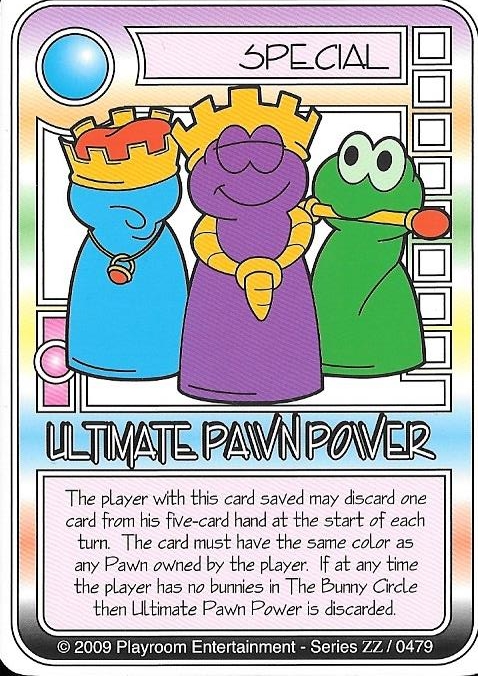 SPECIAL
ULTIMATE PAWN POWER
The player with this card saved may discard one
card from his five-card hand at the start of each
turn. The card must have the same color as
any Pawn owned by the player. If at any time
the player has no bunnies in The Bunny Circle
then Ultimate Pawn Power is discarded.
© 2009 Playroom Entertainment - Series ZZ / 0479